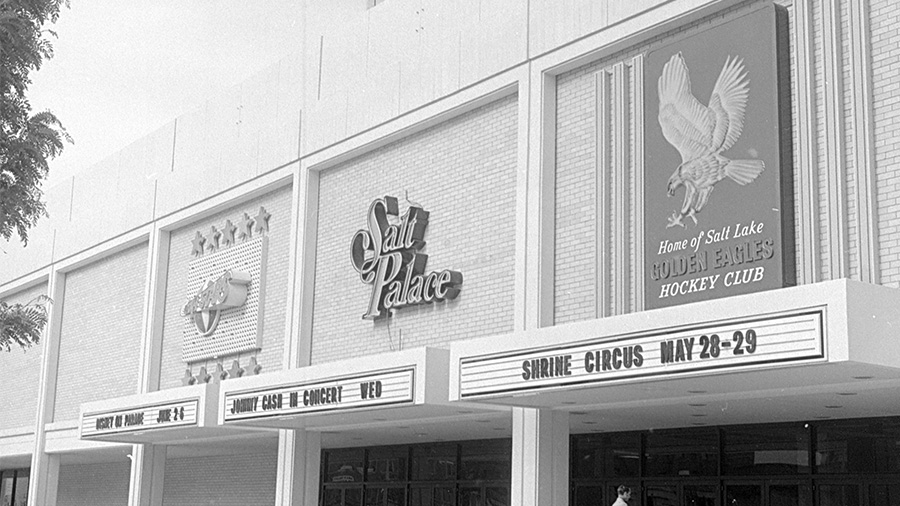 Salt
Palace
Home of Salt Lake
GOLDEN EAGLES
HOCKEY CLUB
DISNEY ON PARADE JUNE 2-6
JOHNNY CASH IN CONCERT WED
SHRINE CIRCUS MAY 28-29